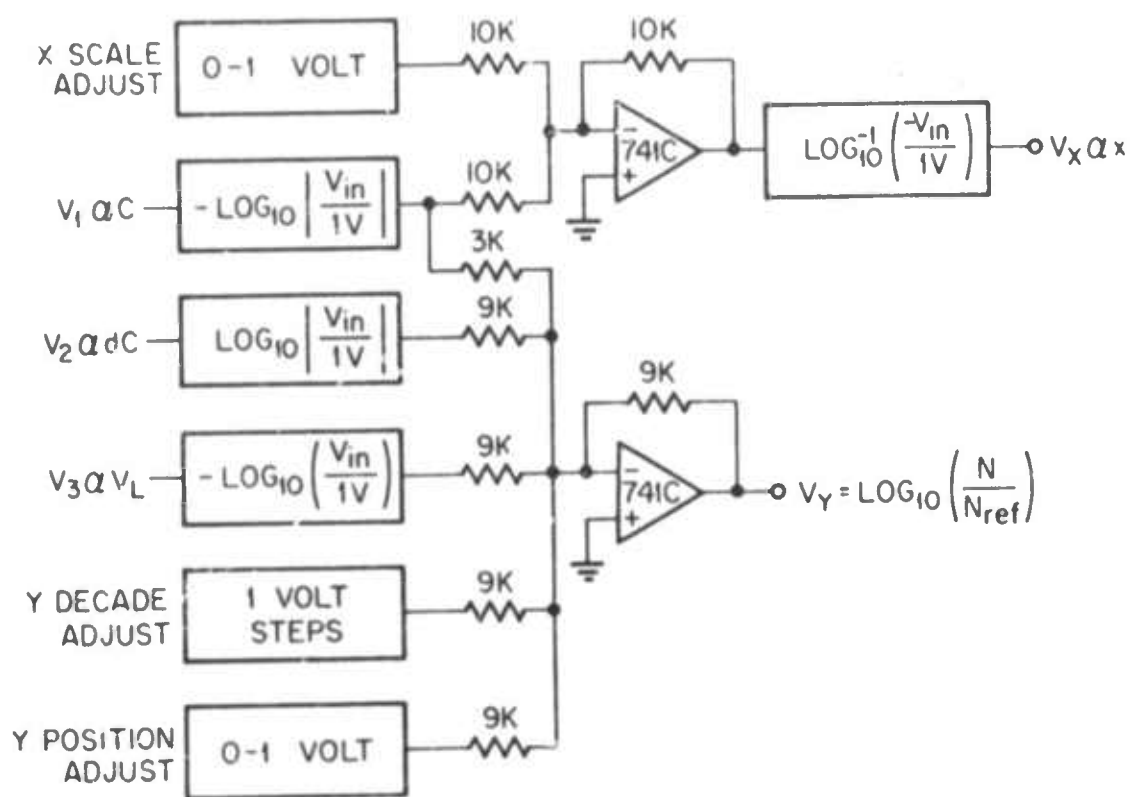 X SCALE
ADJUST
0-1 VOLT
10K
10K
741C
LOG₁₀⁻¹(-Vin/1V)
Vₓ α x
V₁ α C
-LOG₁₀|Vin/1V|
10K
3K
V₂ α dC
LOG₁₀|Vin/1V|
9K
9K
V₃ α V_L
-LOG₁₀(Vin/1V)
9K
741C
V_Y = LOG₁₀(N/Nref)
Y DECADE
ADJUST
1 VOLT
STEPS
9K
Y POSITION
ADJUST
0-1 VOLT
9K